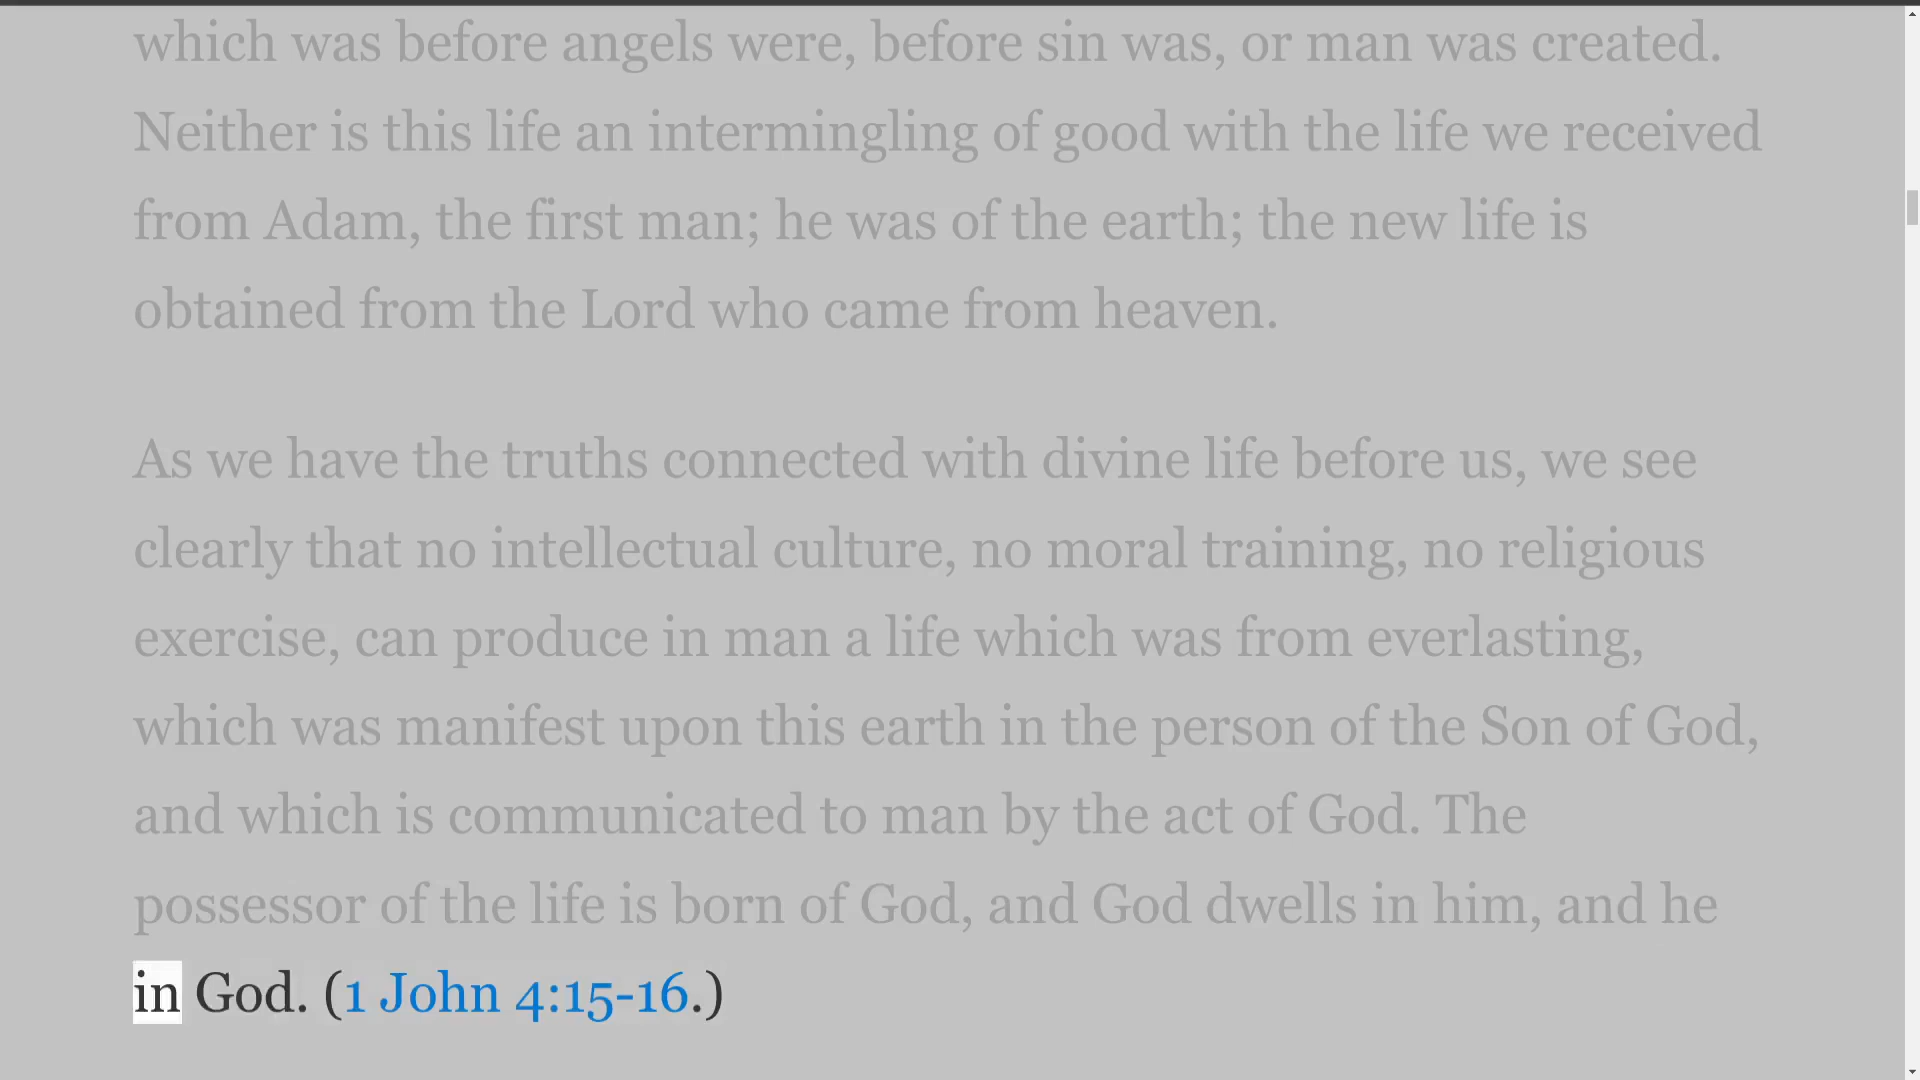 which was before angels were, before sin was, or man was created.
Neither is this life an intermingling of good with the life we received
from Adam, the first man; he was of the earth; the new life is
obtained from the Lord who came from heaven.
As we have the truths connected with divine life before us, we see
clearly that no intellectual culture, no moral training, no religious
exercise, can produce in man a life which was from everlasting,
which was manifest upon this earth in the person of the Son of God,
and which is communicated to man by the act of God. The
possessor of the life is born of God, and God dwells in him, and he
in God. (1 John 4:15-16.)